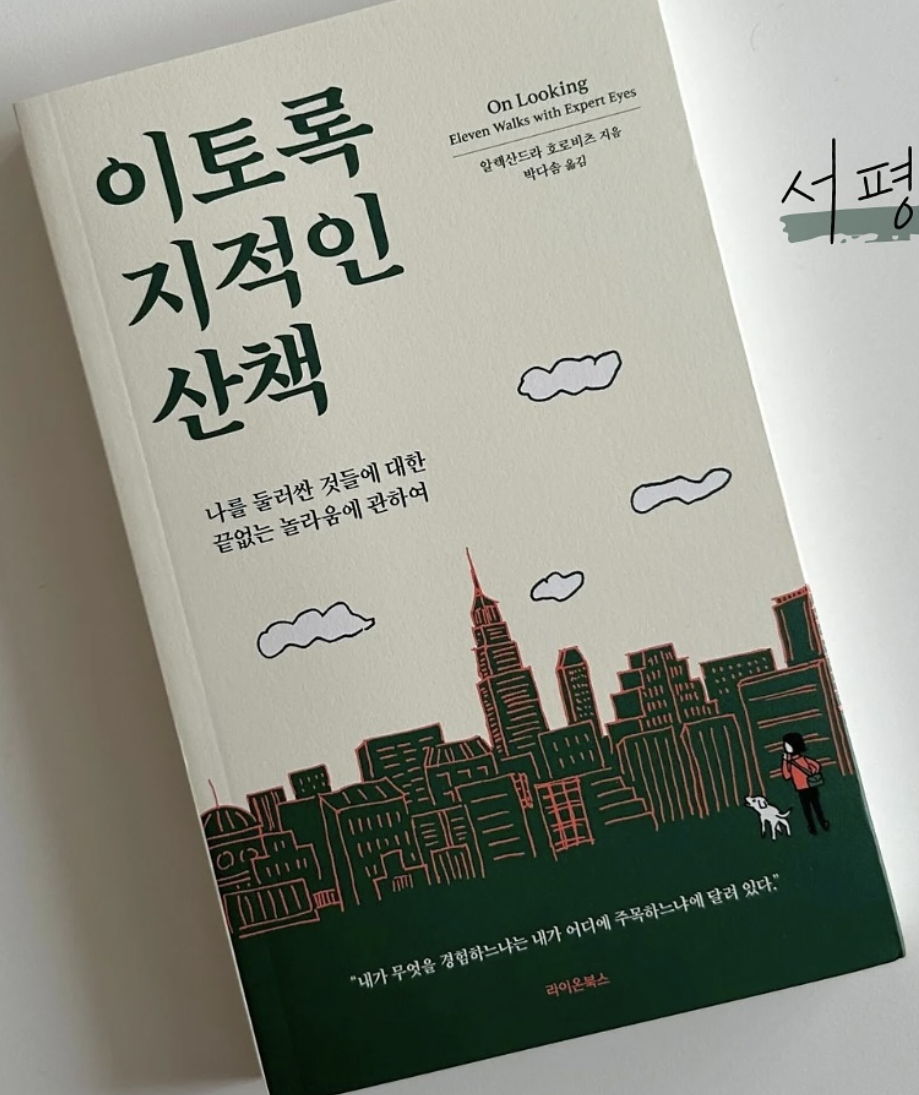 이토록
지적인
산책
On Looking
Eleven Walks with Expert Eyes
알렉산드라 호로비츠 지음
박다솜 옮김
서평
나를 둘러싼 것들에 대한
끝없는 놀라움에 관하여
“내가 무엇을 경험하느냐는 내가 어디에 주목하느냐에 달려 있다.”
라이온북스